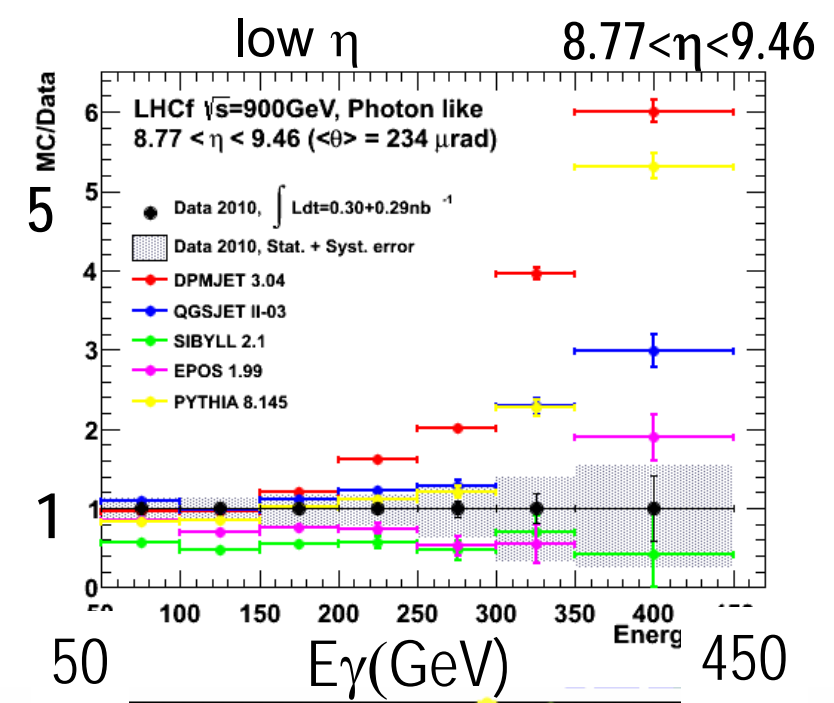 low η
8.77<η<9.46
MC/Data
LHCf √s=900GeV, Photon like
8.77 < η < 9.46 (<θ> = 234 μrad)
Data 2010, ∫ Ldt=0.30+0.29nb⁻¹
Data 2010, Stat. + Syst. error
DPMJET 3.04
QGSJET II-03
SIBYLL 2.1
EPOS 1.99
PYTHIA 8.145
6
5
5
4
3
2
1
1
0
100 150 200 250 300 350 400
Energ
50
Eγ(GeV)
450